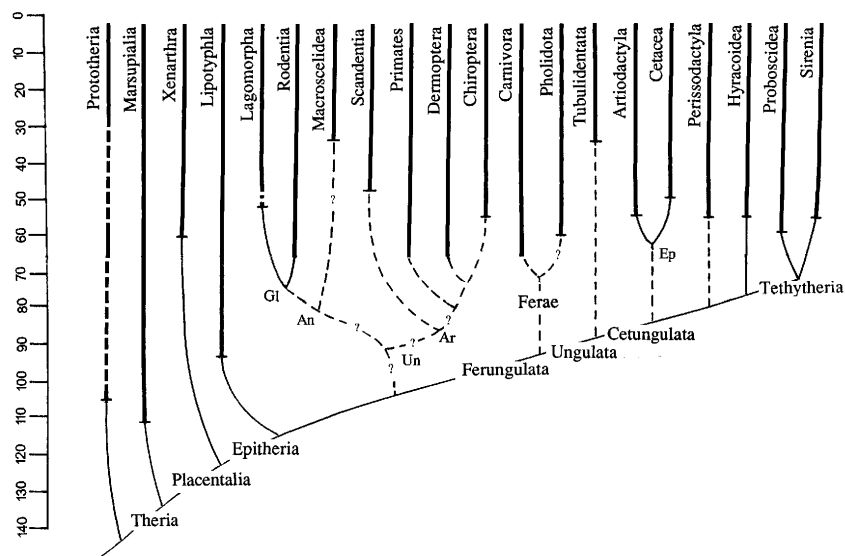 0
10
20
30
40
50
60
70
80
90
100
110
120
130
140
Prototheria
Marsupialia
Xenarthra
Lipotyphla
Lagomorpha
Rodentia
Macroscelidea
Scandentia
Primates
Dermoptera
Chiroptera
Carnivora
Pholidota
Tubulidentata
Artiodactyla
Cetacea
Perissodactyla
Hyracoidea
Proboscidea
Sirenia
?
?
Ep
Tethytheria
Gl
Ferae
An
?
?
?
Ar
Cetungulata
Un
Ungulata
?
Ferungulata
Epitheria
Placentalia
Theria